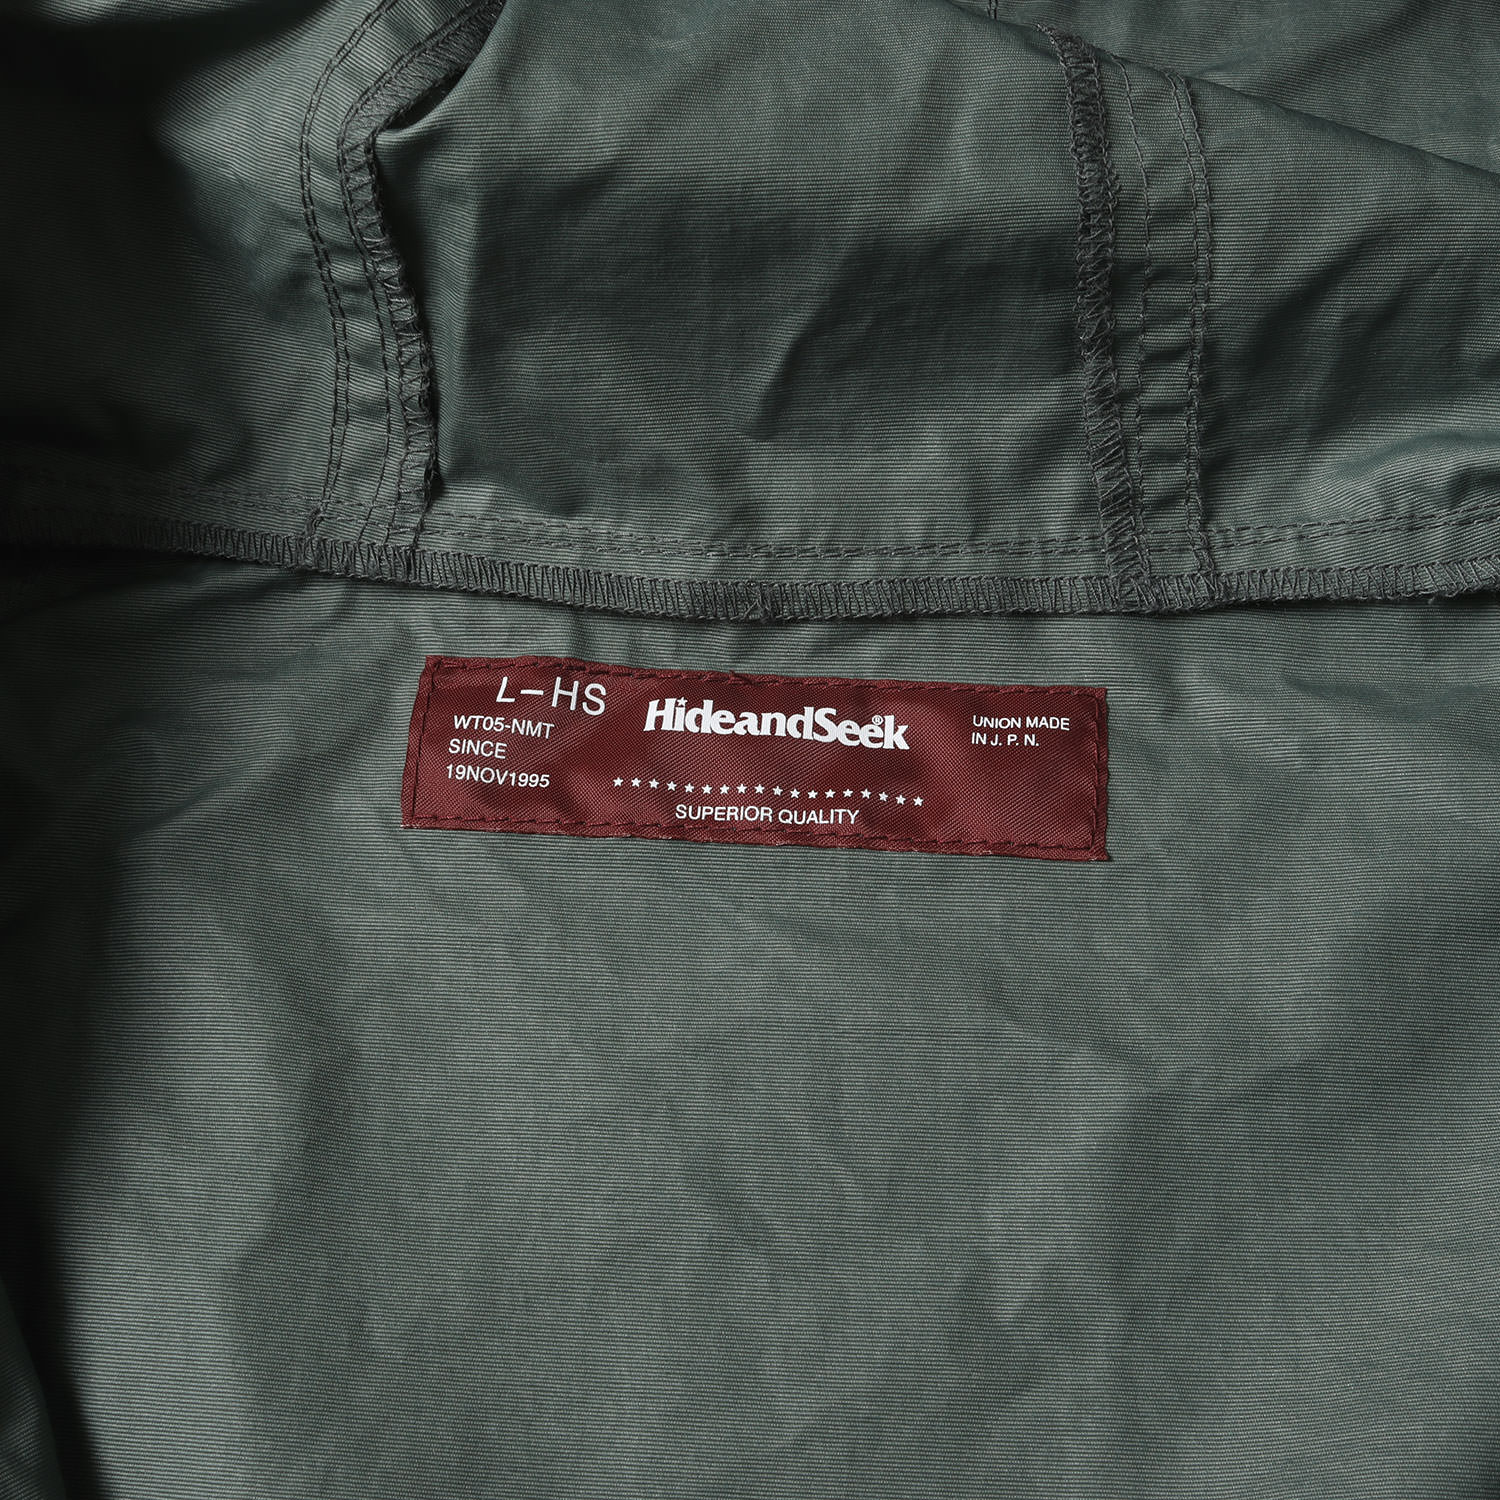 L-HS
WT05-NMT
SINCE
19NOV1995
HideandSeek®
★★★★★★★★★★★★★★★★★★
SUPERIOR QUALITY
UNION MADE
IN J. P. N.